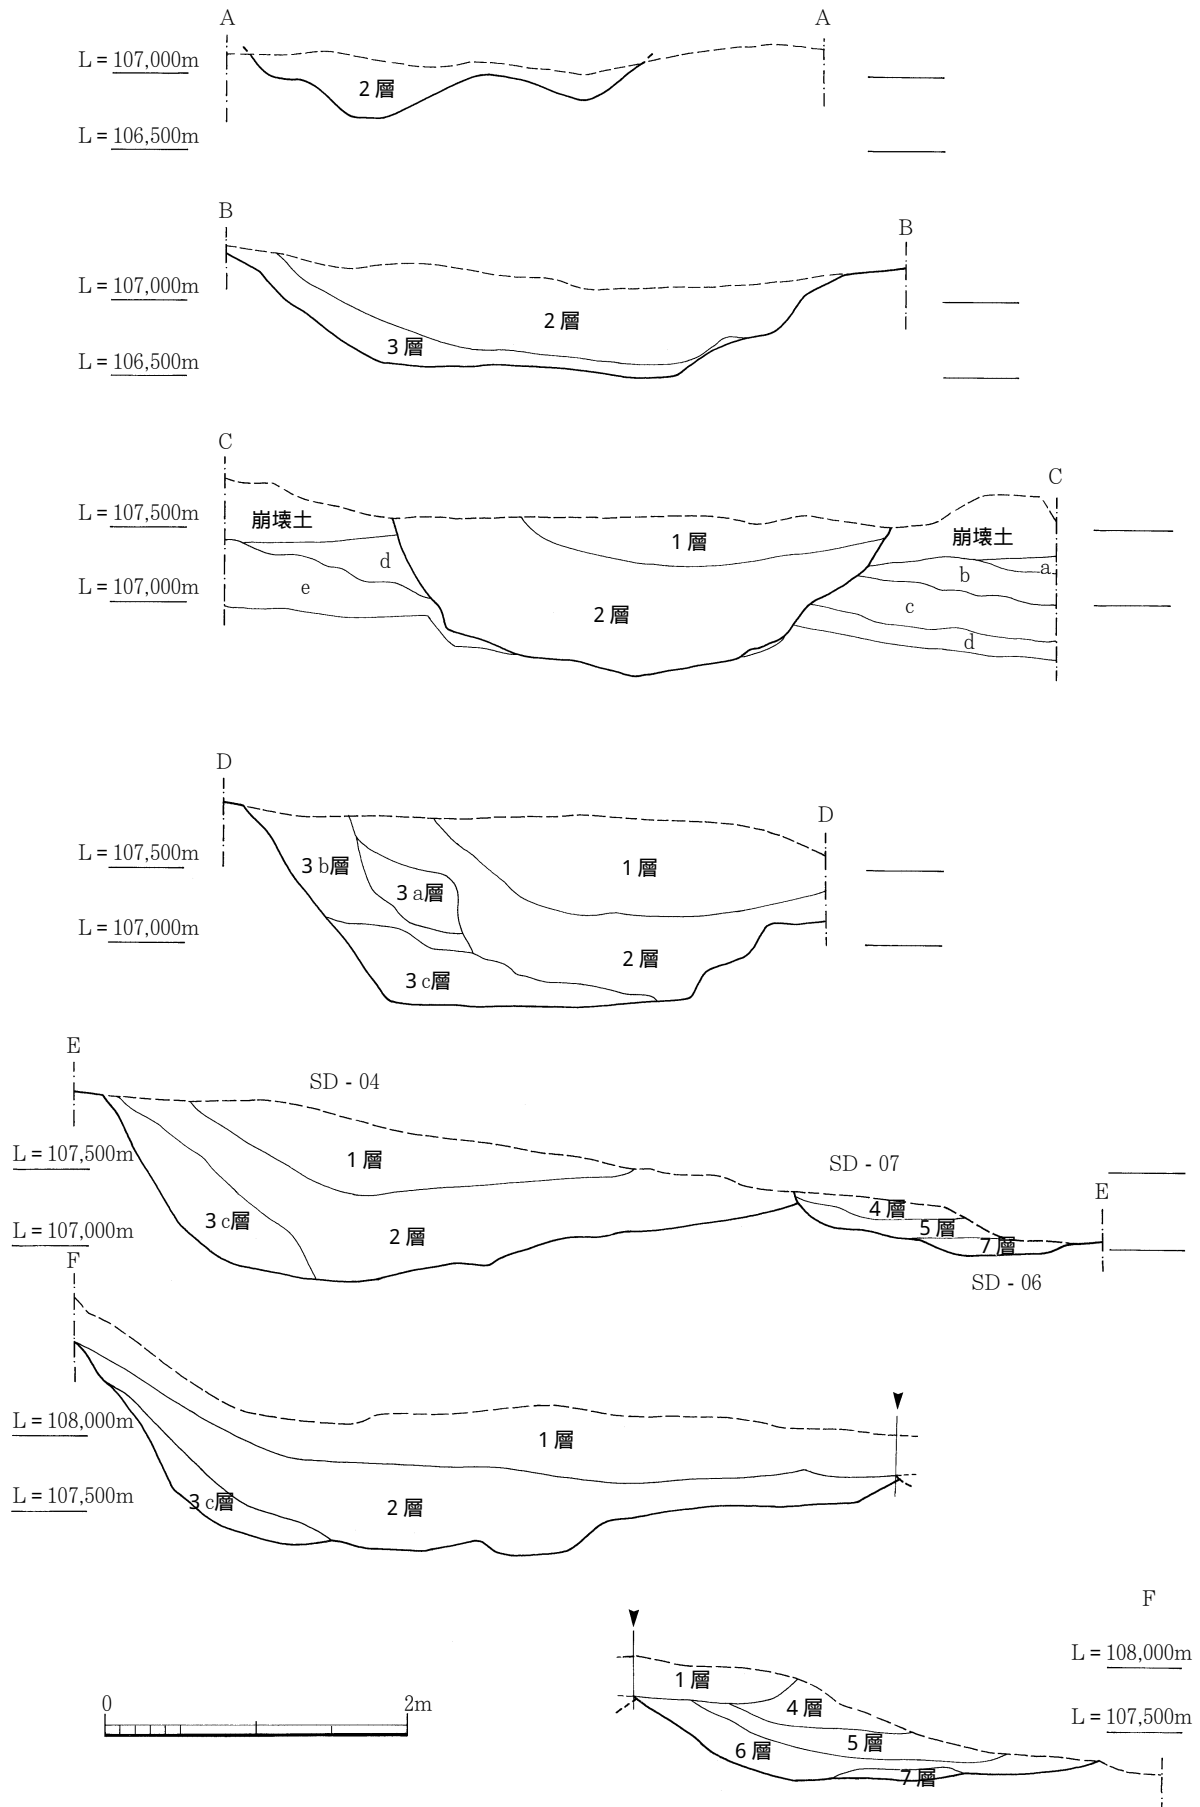 A A
L = 107,000m
2層
L = 106,500m
B B
L = 107,000m
2層
3層
L = 106,500m
C C
L = 107,500m
崩壊土 1層 崩壊土
d b a
L = 107,000m
e 2層 c
d
D D
L = 107,500m
3b層 3a層 1層
L = 107,000m
2層
3c層
E SD - 04
L = 107,500m
1層 SD - 07 E
3c層 2層 4層
L = 107,000m
5層
7層
SD - 06
F
L = 108,000m
1層
L = 107,500m
3c層 2層
F
L = 108,000m
1層
4層
L = 107,500m
5層
6層
7層
0 2m